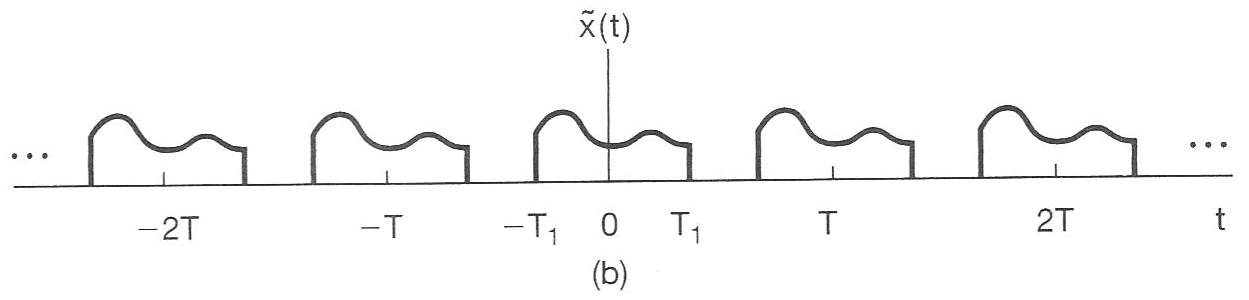 x̃(t)
... ...
−2T −T −T₁ 0 T₁ T 2T t
(b)